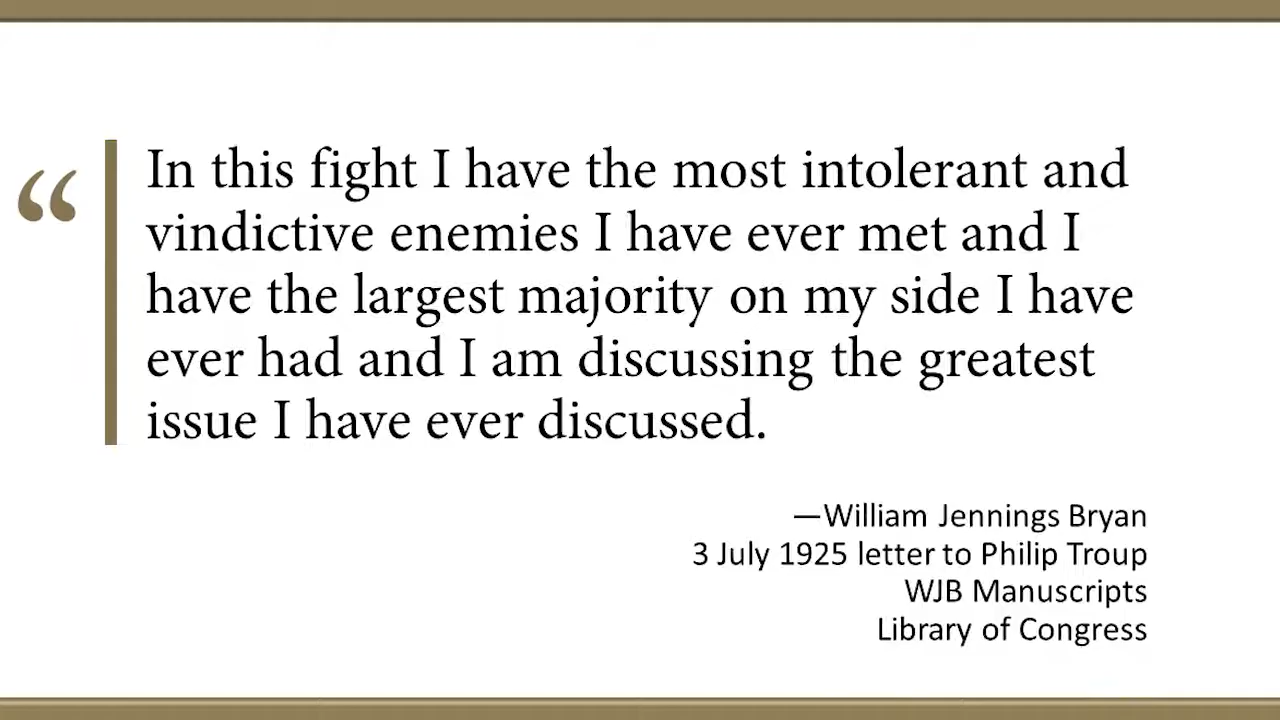 “
In this fight I have the most intolerant and
vindictive enemies I have ever met and I
have the largest majority on my side I have
ever had and I am discussing the greatest
issue I have ever discussed.
—William Jennings Bryan
3 July 1925 letter to Philip Troup
WJB Manuscripts
Library of Congress